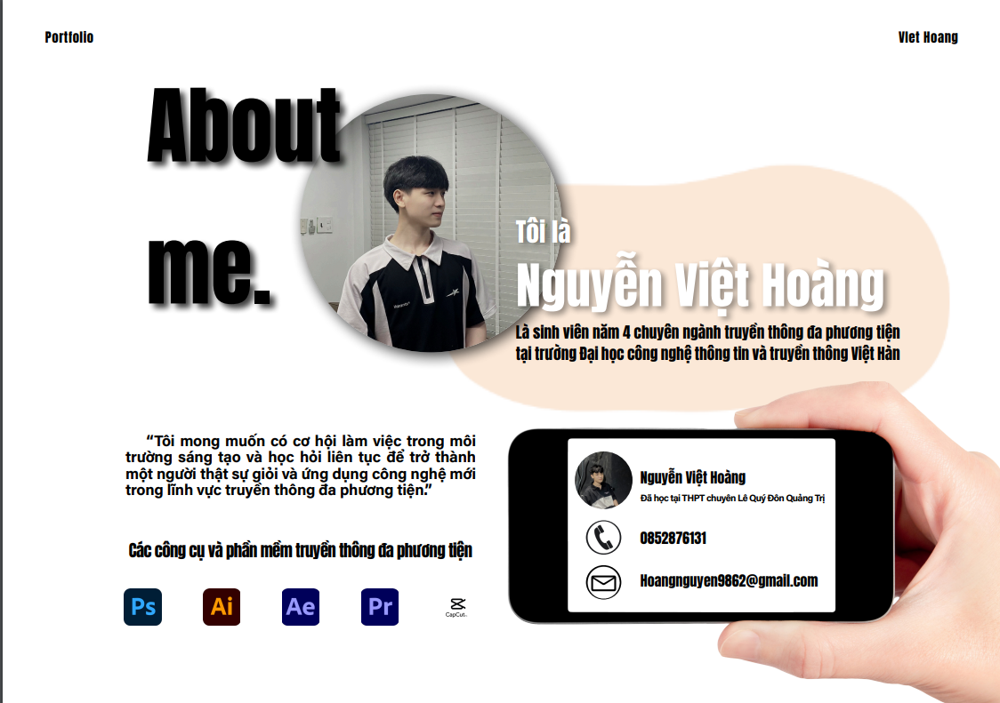 Portfolio
VIet Hoang
About
me.
Tôi là
Nguyễn Việt Hoàng
Là sinh viên năm 4 chuyên ngành truyền thông đa phương tiện
tại trường Đại học công nghệ thông tin và truyền thông Việt Hàn
“Tôi mong muốn có cơ hội làm việc trong môi
trường sáng tạo và học hỏi liên tục để trở thành
một người thật sự giỏi và ứng dụng công nghệ mới
trong lĩnh vực truyền thông đa phương tiện.”
Các công cụ và phần mềm truyền thông đa phương tiện
Ps
Ai
Ae
Pr
CapCut
Nguyễn Việt Hoàng
Đã học tại THPT chuyên Lê Quý Đôn Quảng Trị
0852876131
Hoangnguyen9862@gmail.com